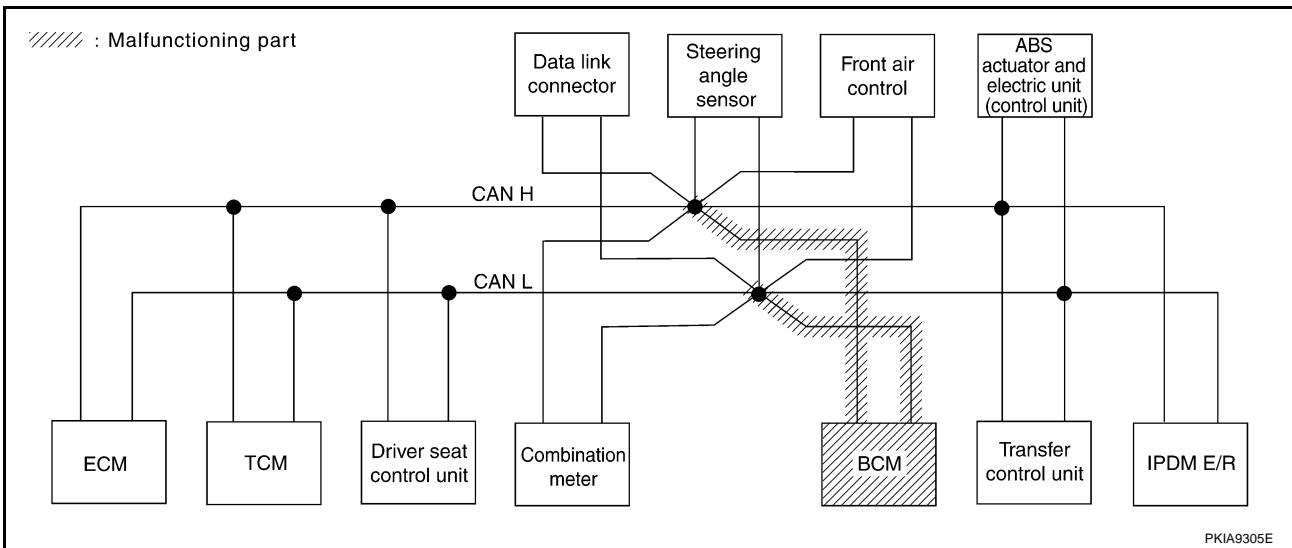 : Malfunctioning part
Data link
connector
Steering
angle
sensor
Front air
control
ABS
actuator and
electric unit
(control unit)
CAN H
CAN L
ECM
TCM
Driver seat
control unit
Combination
meter
BCM
Transfer
control unit
IPDM E/R
PKIA9305E